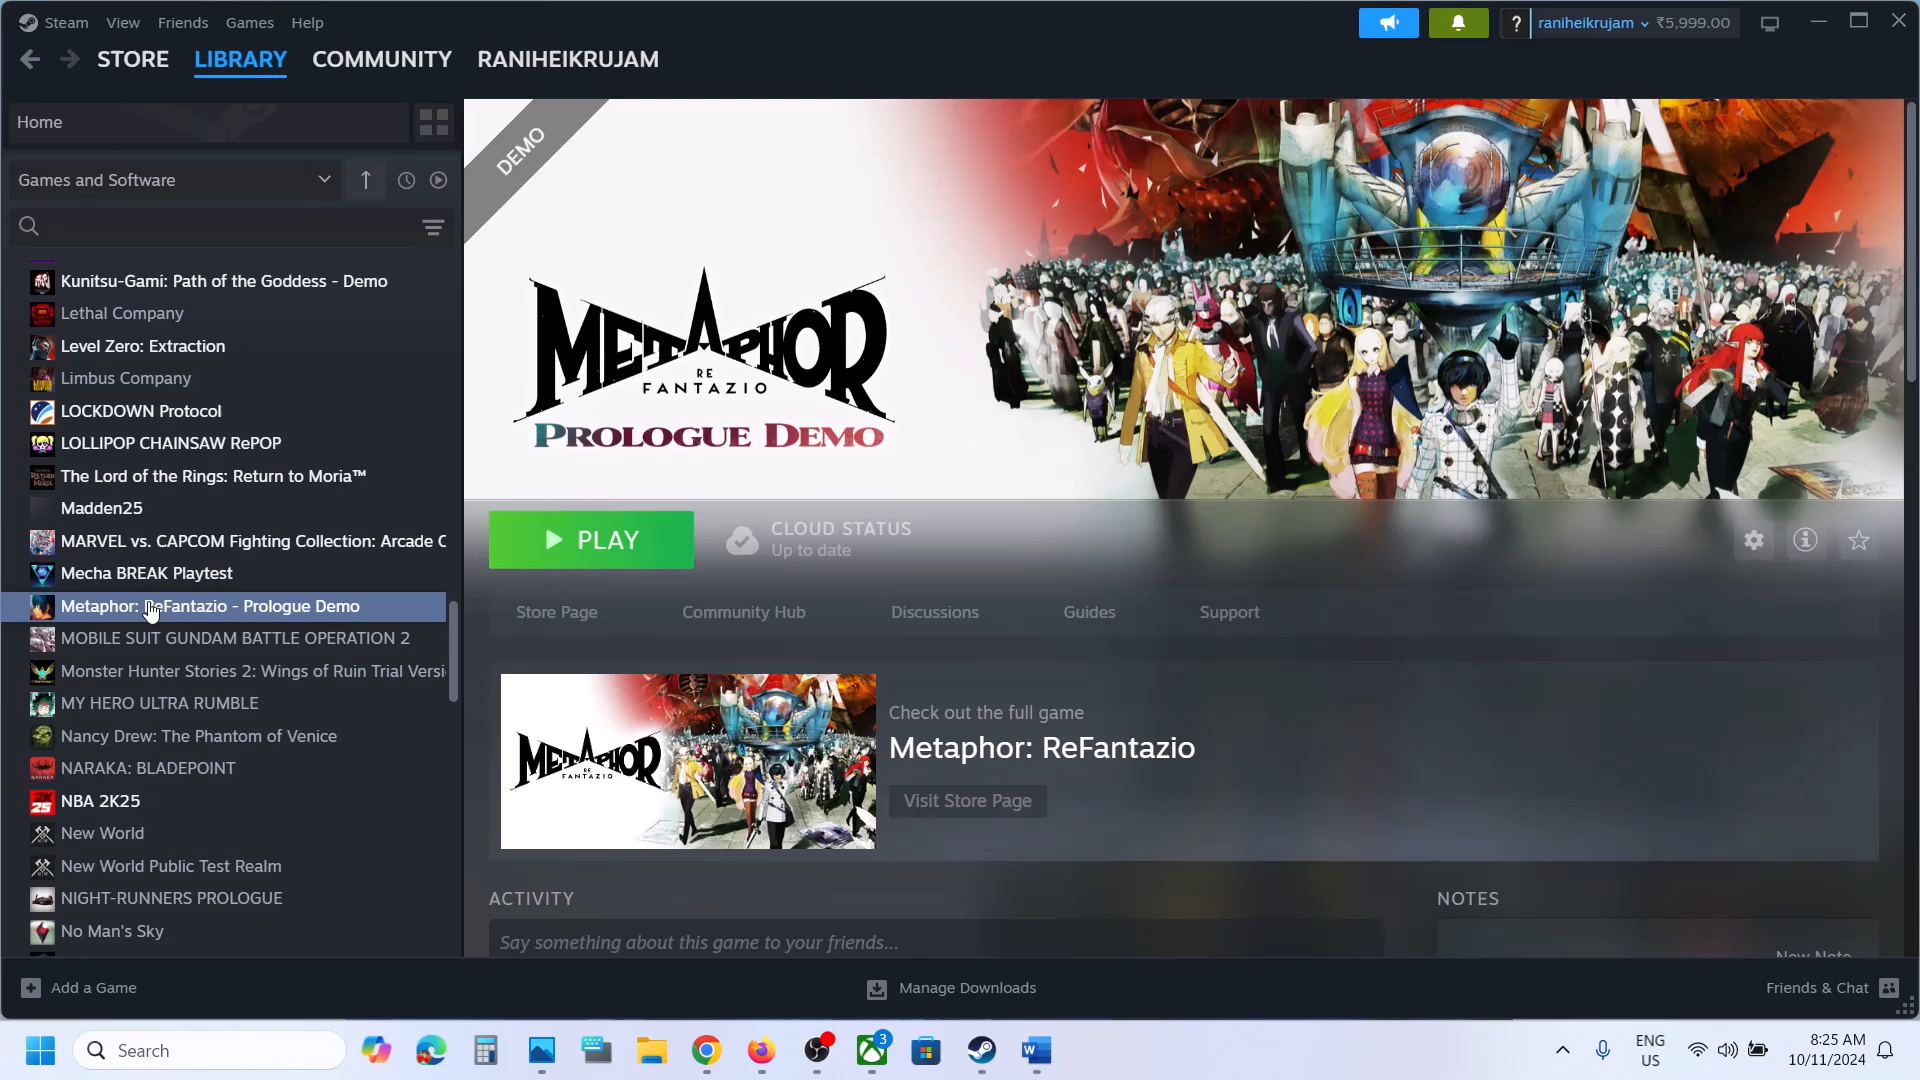 Steam View Friends Games Help
? raniheikrujam ₹5,999.00
STORE LIBRARY COMMUNITY RANIHEIKRUJAM
Home
Games and Software
Kunitsu-Gami: Path of the Goddess - Demo
Lethal Company
Level Zero: Extraction
Limbus Company
LOCKDOWN Protocol
LOLLIPOP CHAINSAW RePOP
The Lord of the Rings: Return to Moria™
Madden25
MARVEL vs. CAPCOM Fighting Collection: Arcade C
Mecha BREAK Playtest
Metaphor: ReFantazio - Prologue Demo
MOBILE SUIT GUNDAM BATTLE OPERATION 2
Monster Hunter Stories 2: Wings of Ruin Trial Versi
MY HERO ULTRA RUMBLE
Nancy Drew: The Phantom of Venice
NARAKA: BLADEPOINT
NBA 2K25
New World
New World Public Test Realm
NIGHT-RUNNERS PROLOGUE
No Man's Sky
DEMO
METAPHOR
RE
FANTAZIO
PROLOGUE DEMO
PLAY
CLOUD STATUS
Up to date
Store Page Community Hub Discussions Guides Support
METAPHOR
RE
FANTAZIO
Check out the full game
Metaphor: ReFantazio
Visit Store Page
ACTIVITY
Say something about this game to your friends...
NOTES
New Note
Add a Game
Manage Downloads
Friends & Chat
Search
3
ENG
US
8:25 AM
10/11/2024